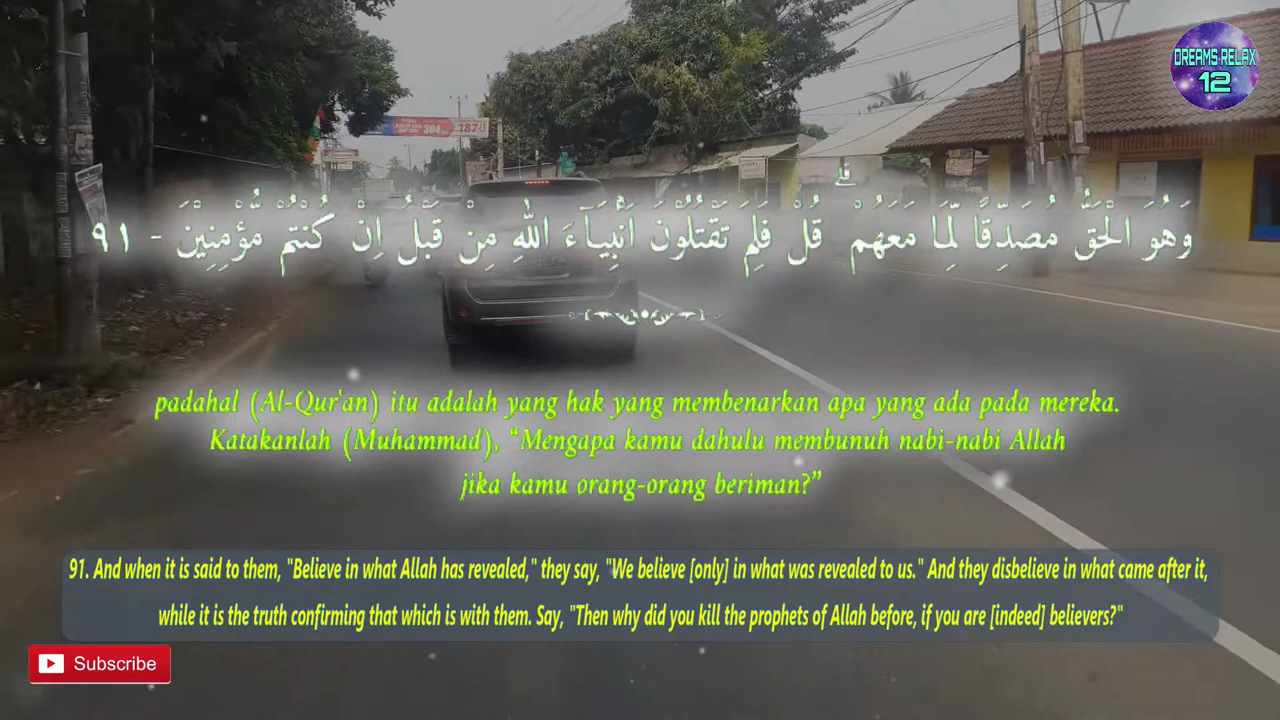 DREAMS RELAX
12
وَهُوَ الْحَقُّ مُصَدِّقًا لِّمَا مَعَهُمْ ۗ قُلْ فَلِمَ تَقْتُلُوْنَ اَنْۢبِيَاۤءَ اللّٰهِ مِنْ قَبْلُ اِنْ كُنْتُمْ مُّؤْمِنِيْنَ - ٩١
padahal (Al-Qur'an) itu adalah yang hak yang membenarkan apa yang ada pada mereka.
Katakanlah (Muhammad), “Mengapa kamu dahulu membunuh nabi-nabi Allah
jika kamu orang-orang beriman?”
91. And when it is said to them, "Believe in what Allah has revealed," they say, "We believe [only] in what was revealed to us." And they disbelieve in what came after it,
while it is the truth confirming that which is with them. Say, "Then why did you kill the prophets of Allah before, if you are [indeed] believers?"
Subscribe